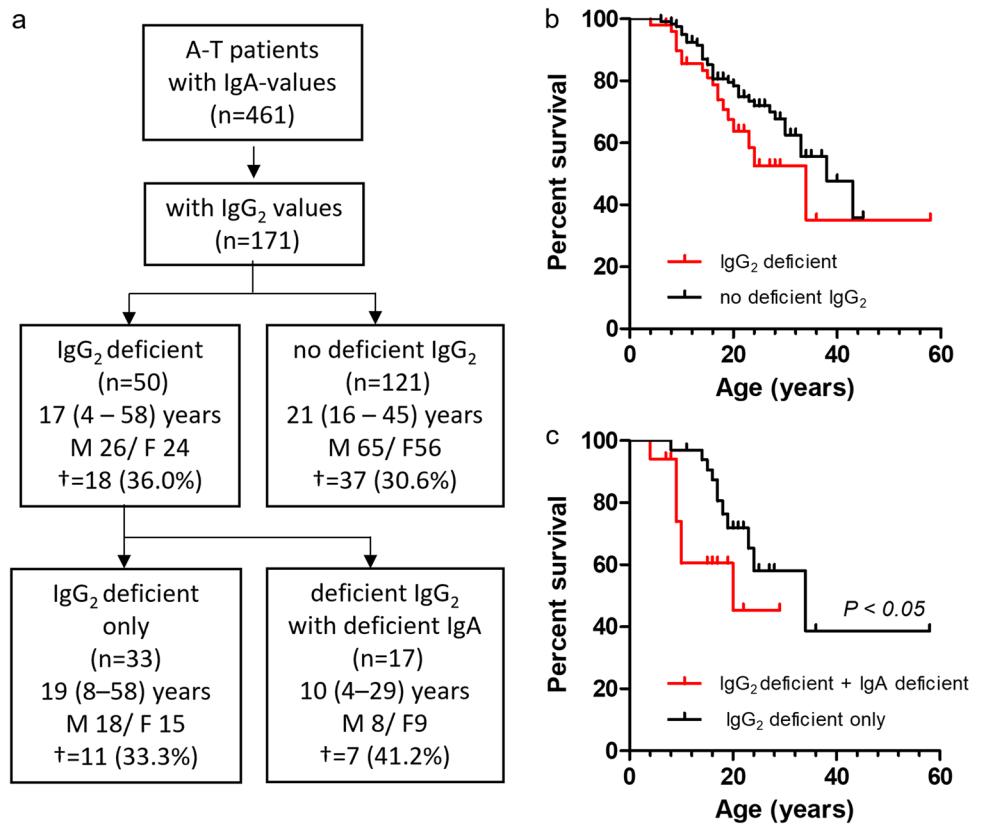 a
A-T patients
with IgA-values
(n=461)
with IgG₂ values
(n=171)
IgG₂ deficient
(n=50)
17 (4 – 58) years
M 26/ F 24
†=18 (36.0%)
no deficient IgG₂
(n=121)
21 (16 – 45) years
M 65/ F56
†=37 (30.6%)
IgG₂ deficient
only
(n=33)
19 (8–58) years
M 18/ F 15
†=11 (33.3%)
deficient IgG₂
with deficient IgA
(n=17)
10 (4–29) years
M 8/ F9
†=7 (41.2%)
b
Percent survival
100
80
60
40
20
0
IgG₂ deficient
no deficient IgG₂
0 20 40 60
Age (years)
c
Percent survival
100
80
60
40
20
0
P < 0.05
IgG₂ deficient + IgA deficient
IgG₂ deficient only
0 20 40 60
Age (years)